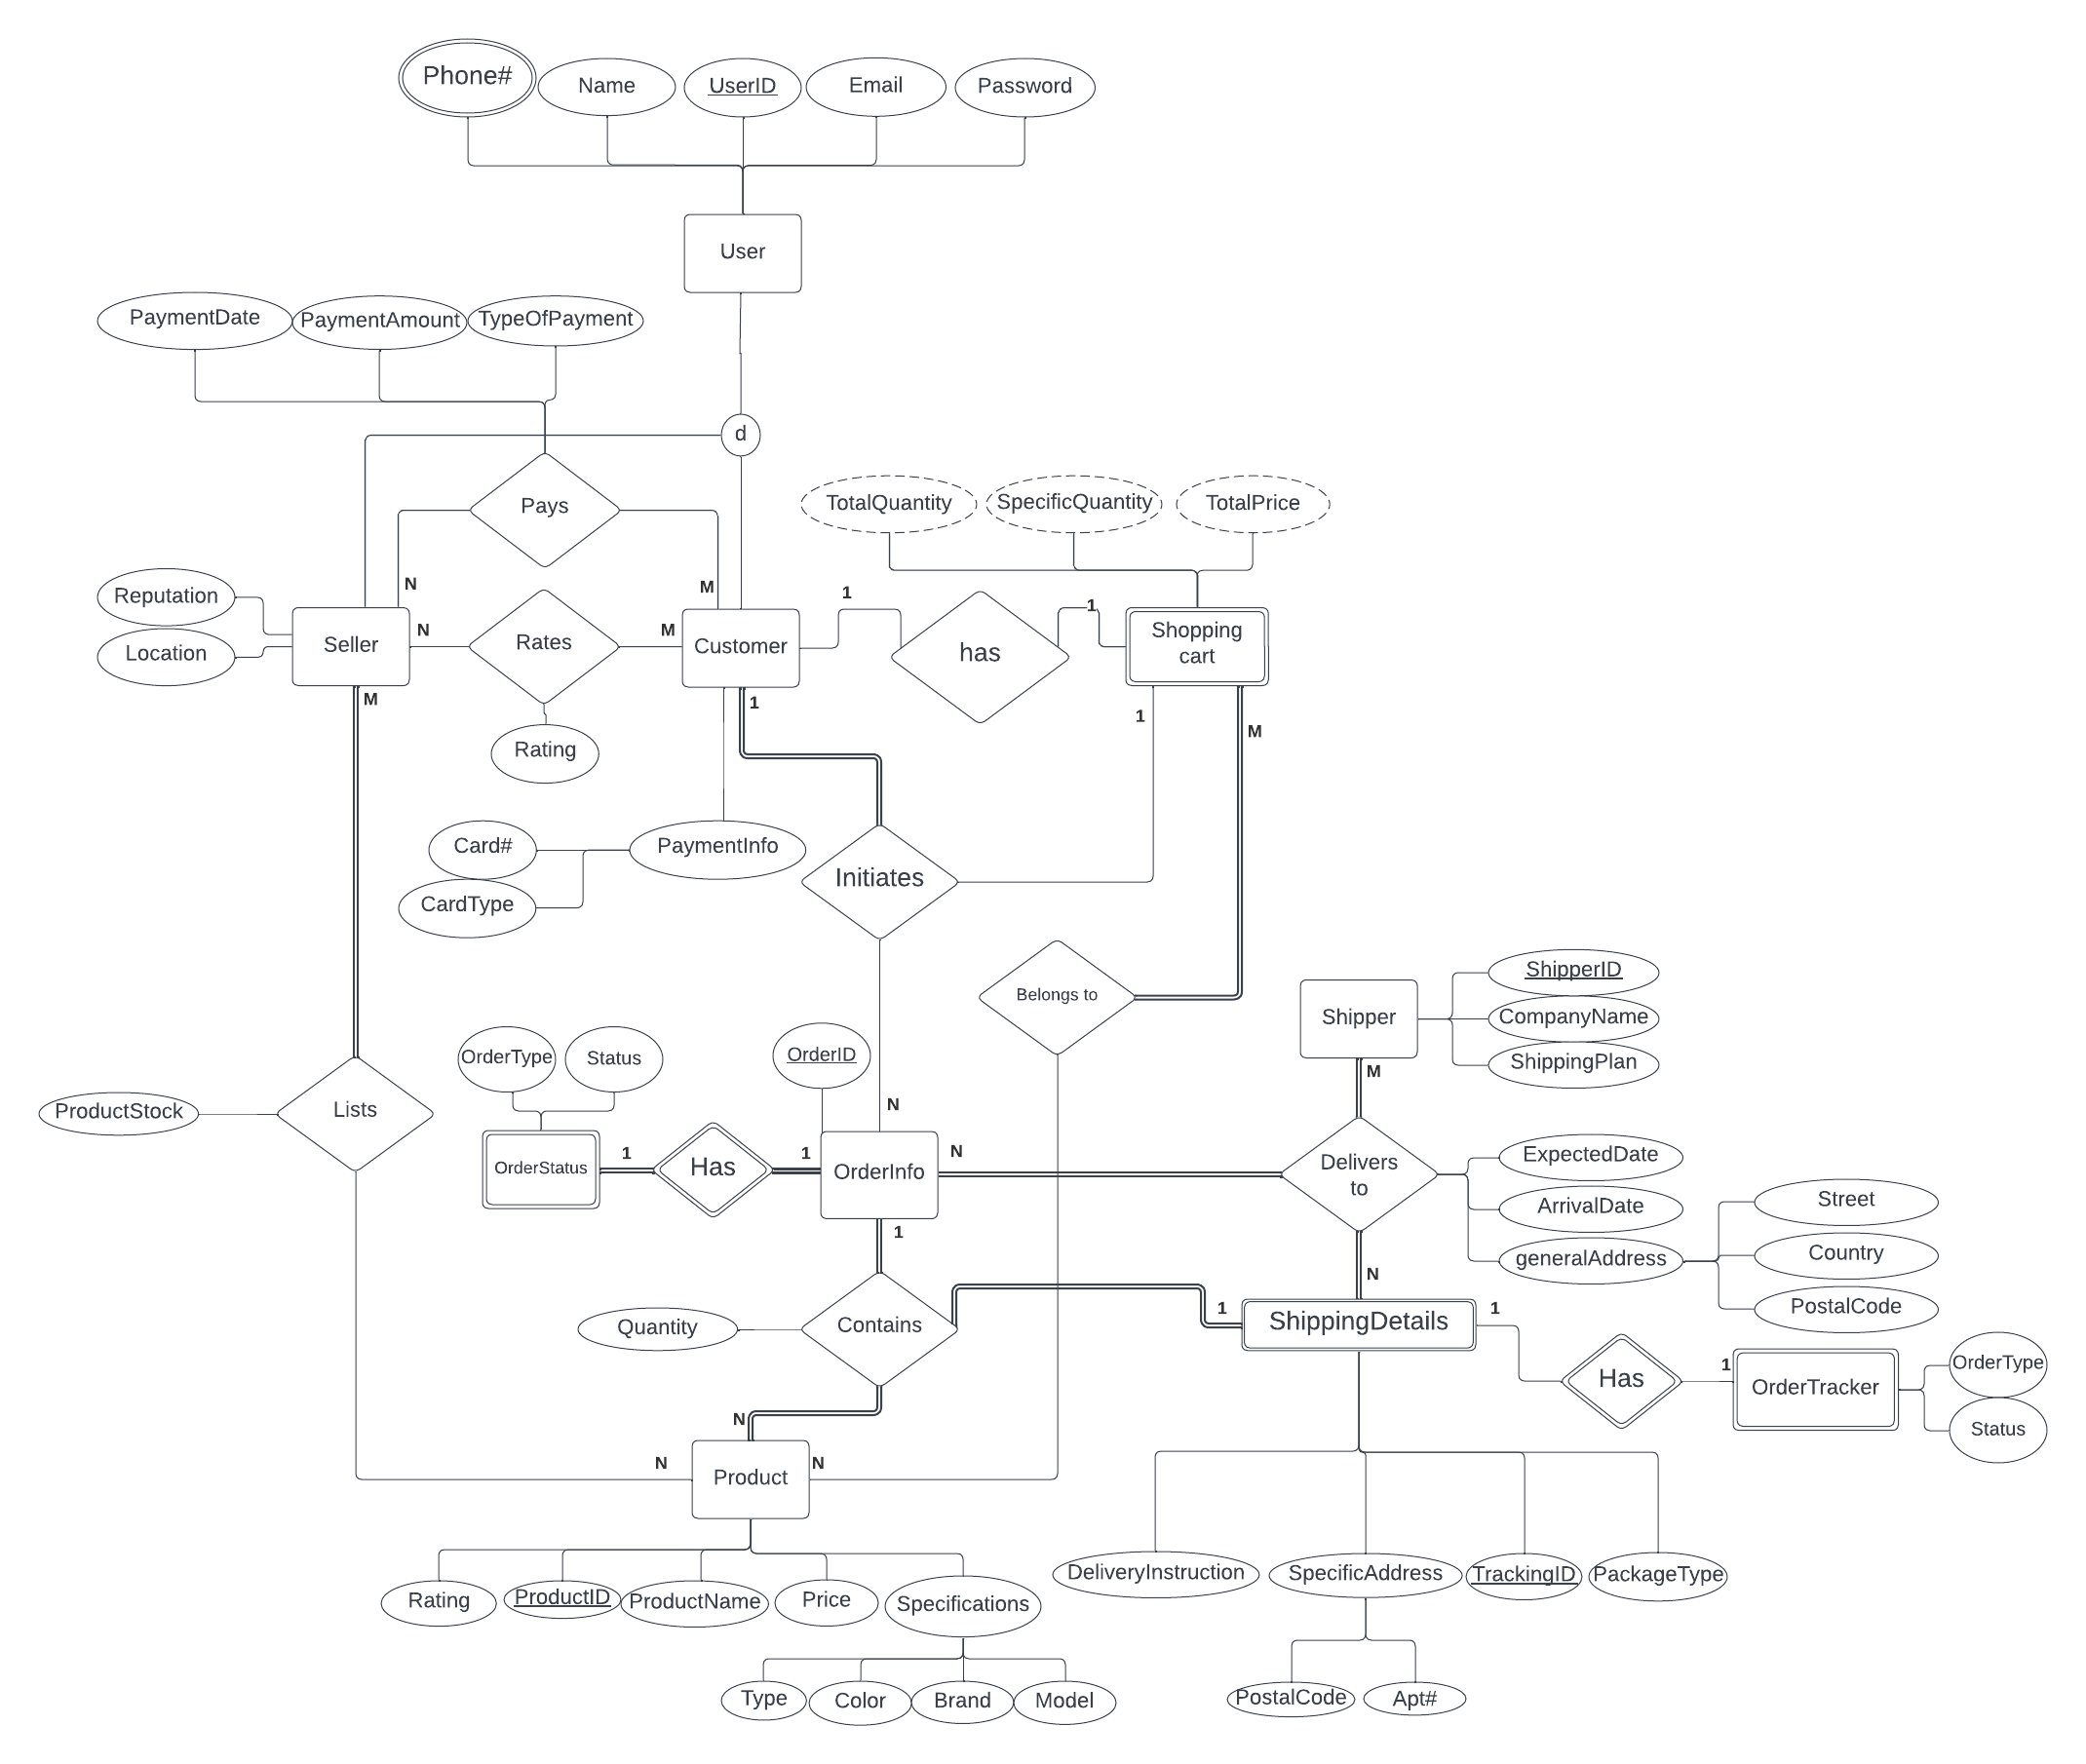 Phone#
Name
UserID
Email
Password
User
PaymentDate
PaymentAmount
TypeOfPayment
d
Pays
TotalQuantity
SpecificQuantity
TotalPrice
N
M
Reputation
Location
Seller
N
Rates
M
Customer
1
has
1
Shopping
cart
M
1
1
M
Rating
Card#
CardType
PaymentInfo
Initiates
Belongs to
Shipper
ShipperID
CompanyName
ShippingPlan
M
OrderType
Status
OrderID
N
ProductStock
Lists
OrderStatus
1
Has
1
OrderInfo
N
Delivers
to
ExpectedDate
ArrivalDate
generalAddress
Street
Country
PostalCode
1
N
Quantity
Contains
1
ShippingDetails
1
Has
1
OrderTracker
OrderType
Status
N
N
Product
N
Rating
ProductID
ProductName
Price
Specifications
DeliveryInstruction
SpecificAddress
TrackingID
PackageType
Type
Color
Brand
Model
PostalCode
Apt#